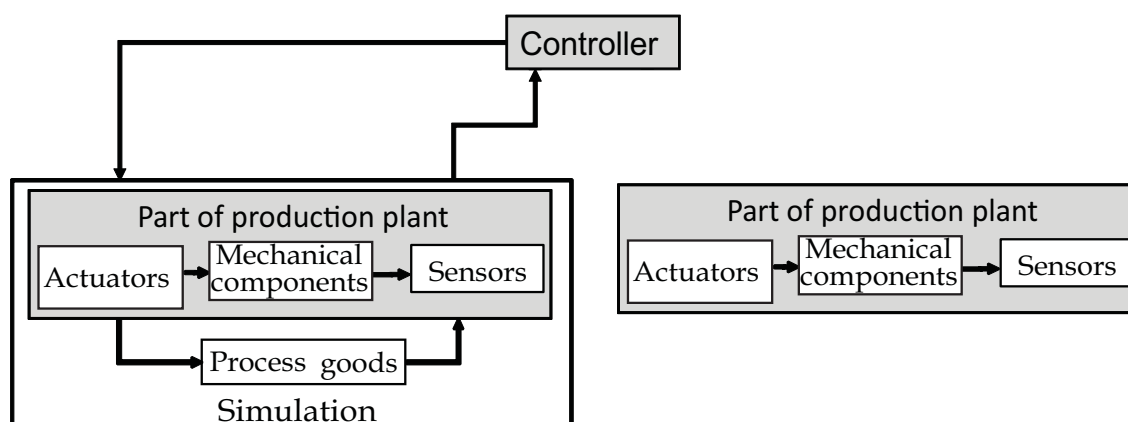 Controller
Part of production plant
Actuators
Mechanical
components
Sensors
Process goods
Simulation
Part of production plant
Actuators
Mechanical
components
Sensors